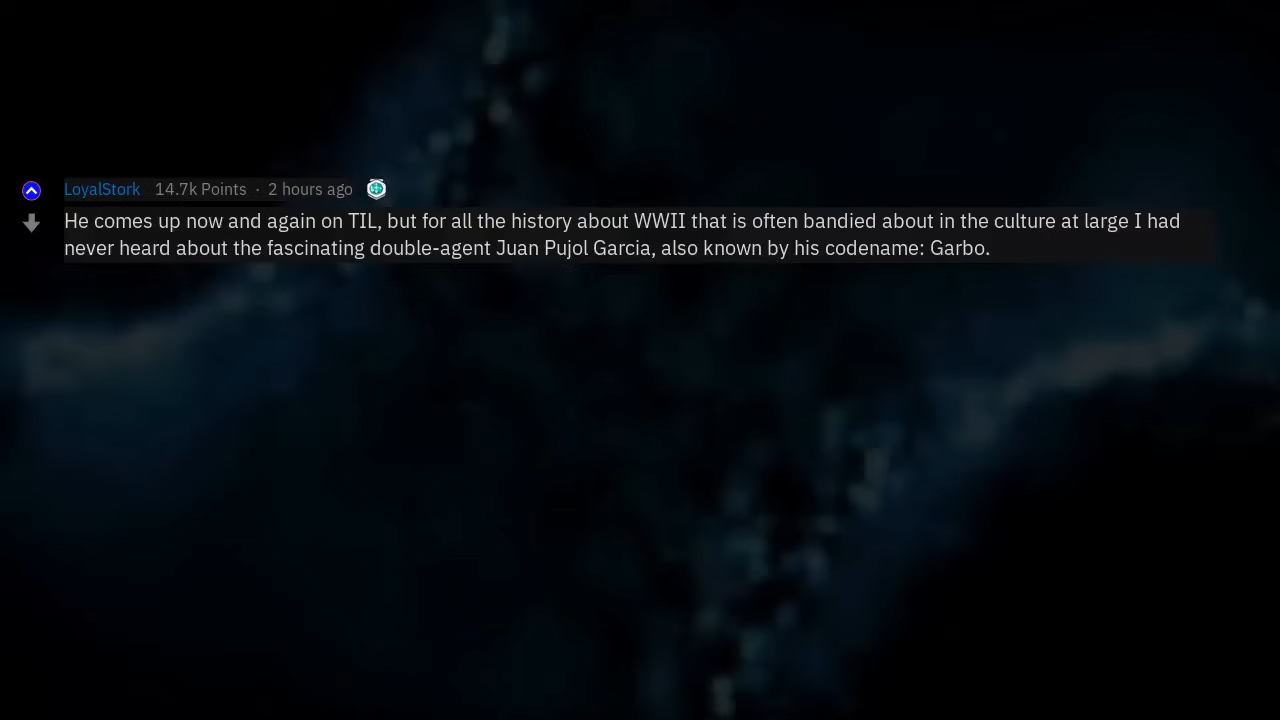 LoyalStork 14.7k Points · 2 hours ago
He comes up now and again on TIL, but for all the history about WWII that is often bandied about in the culture at large I had
never heard about the fascinating double-agent Juan Pujol Garcia, also known by his codename: Garbo.